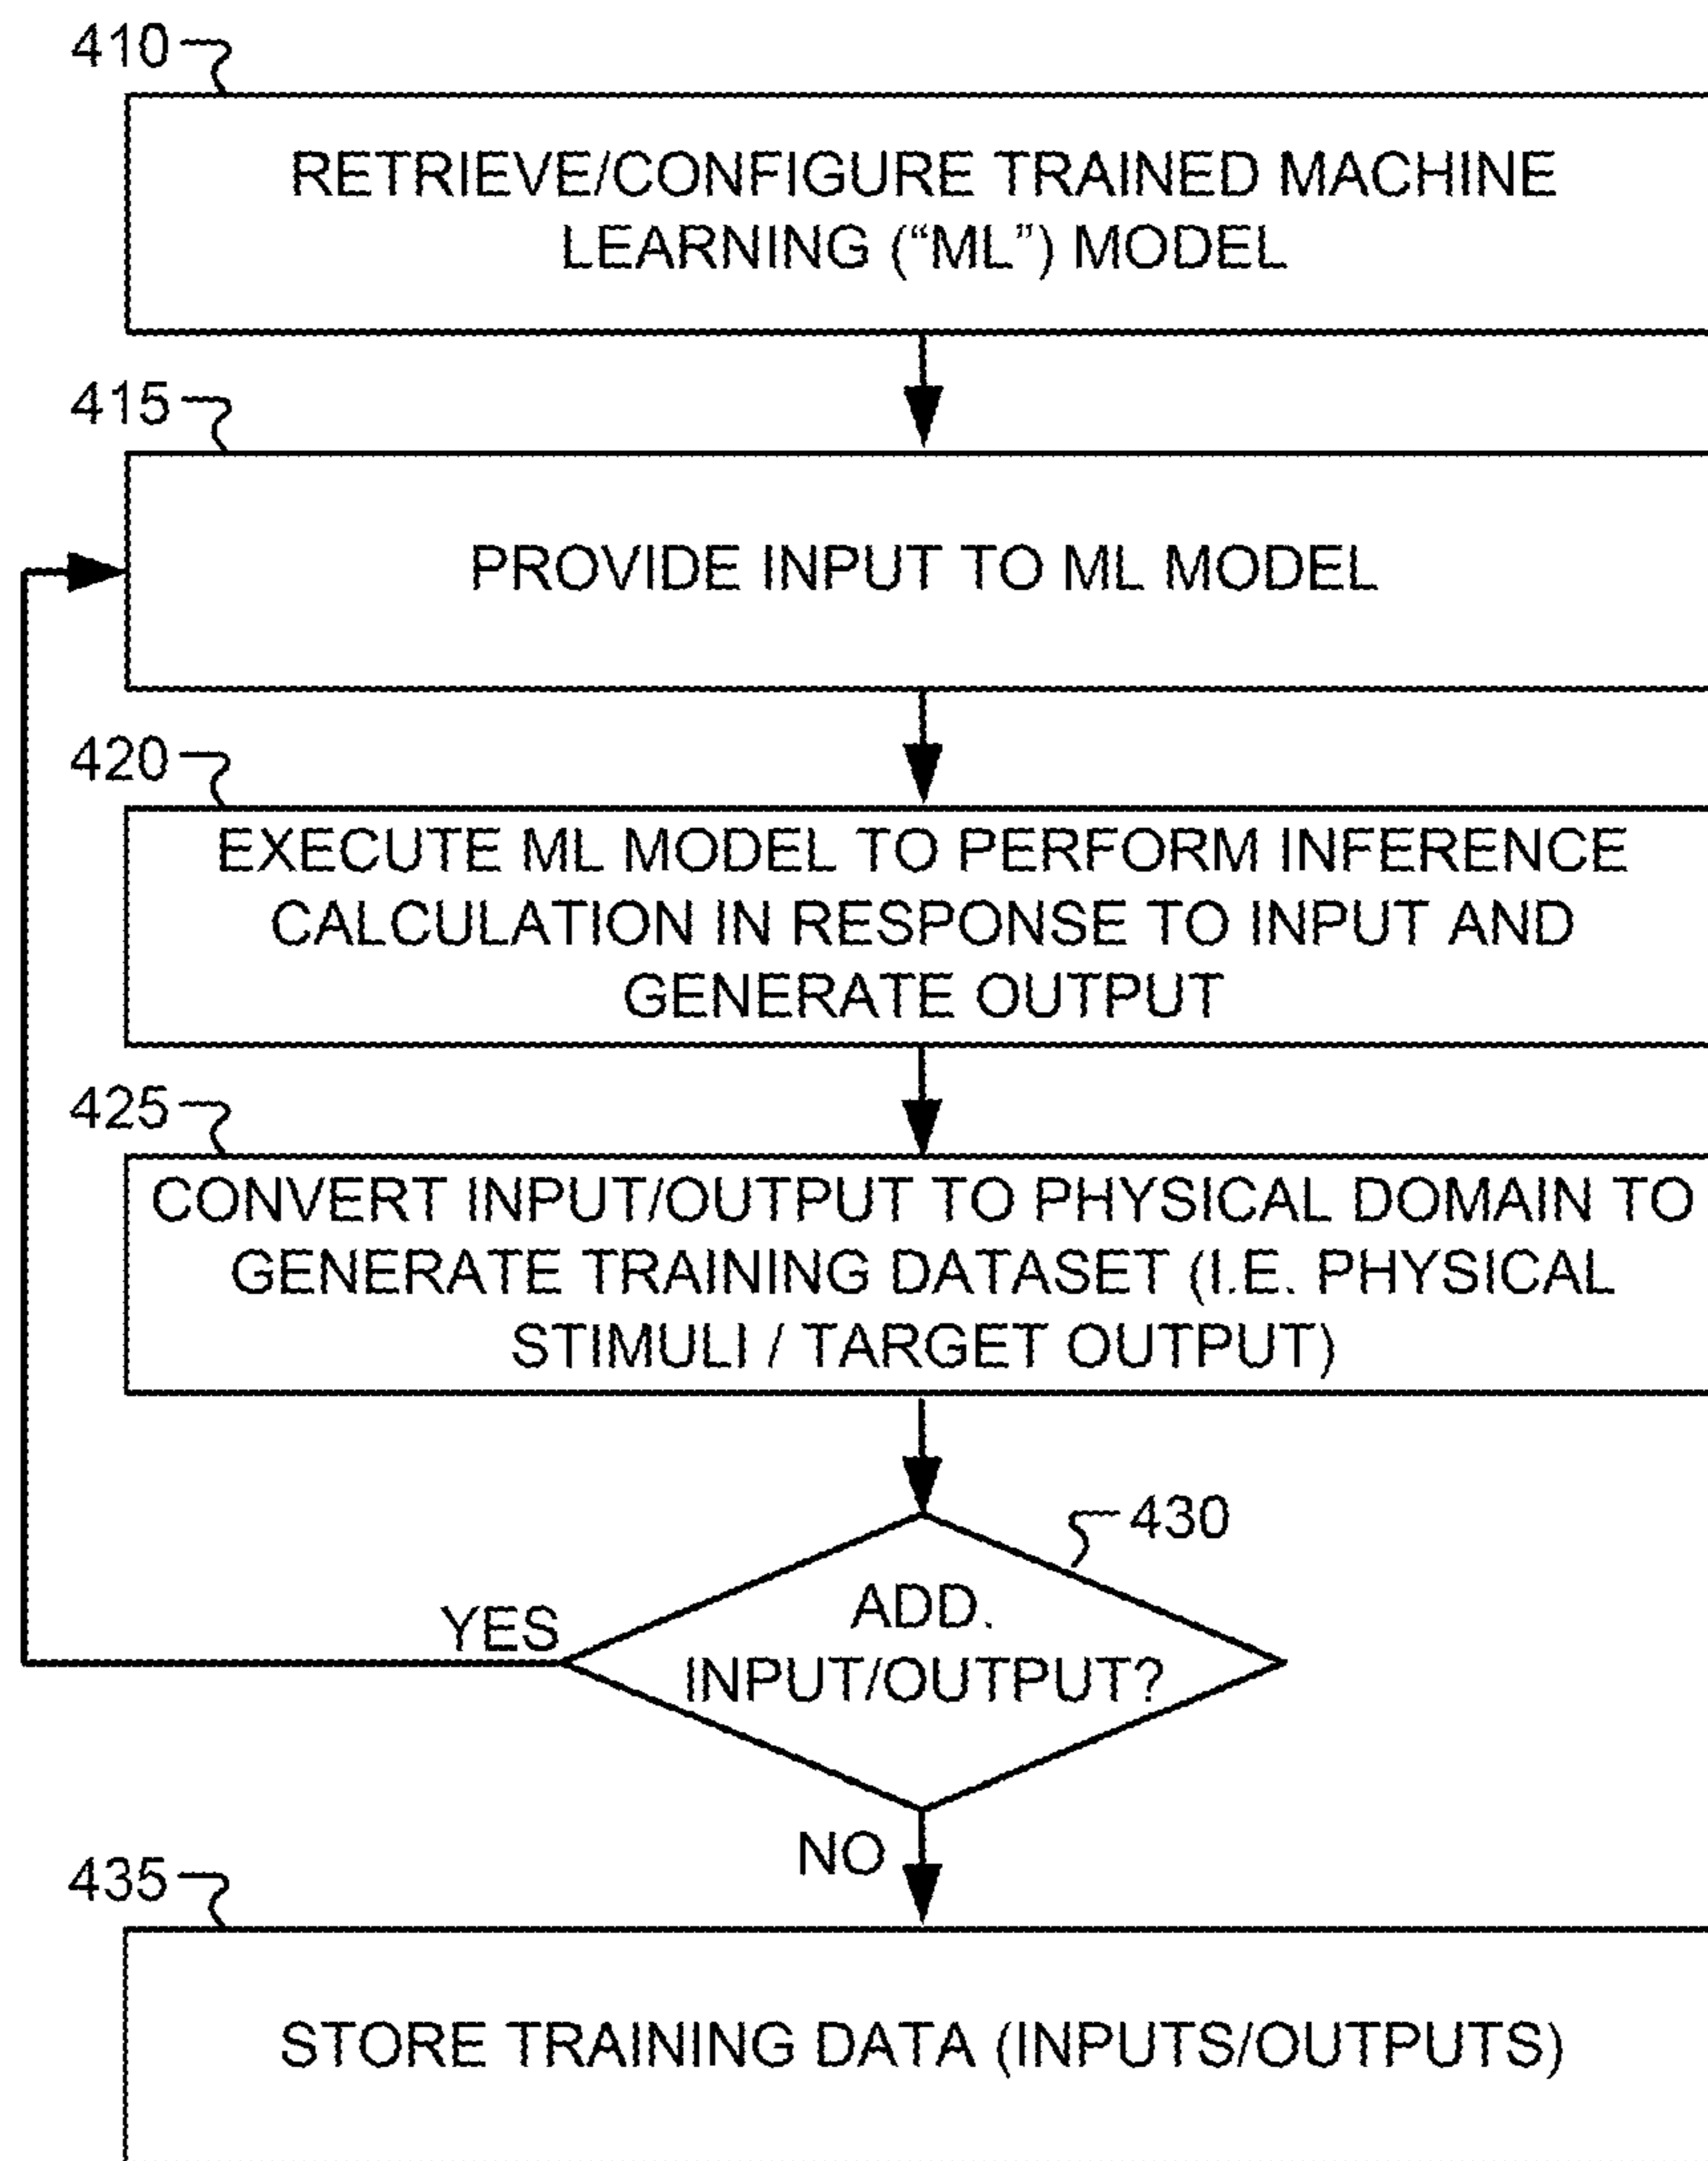 410
RETRIEVE/CONFIGURE TRAINED MACHINE
LEARNING (“ML”) MODEL
415
PROVIDE INPUT TO ML MODEL
420
EXECUTE ML MODEL TO PERFORM INFERENCE
CALCULATION IN RESPONSE TO INPUT AND
GENERATE OUTPUT
425
CONVERT INPUT/OUTPUT TO PHYSICAL DOMAIN TO
GENERATE TRAINING DATASET (I.E. PHYSICAL
STIMULI / TARGET OUTPUT)
430
ADD.
YES
INPUT/OUTPUT?
NO
435
STORE TRAINING DATA (INPUTS/OUTPUTS)